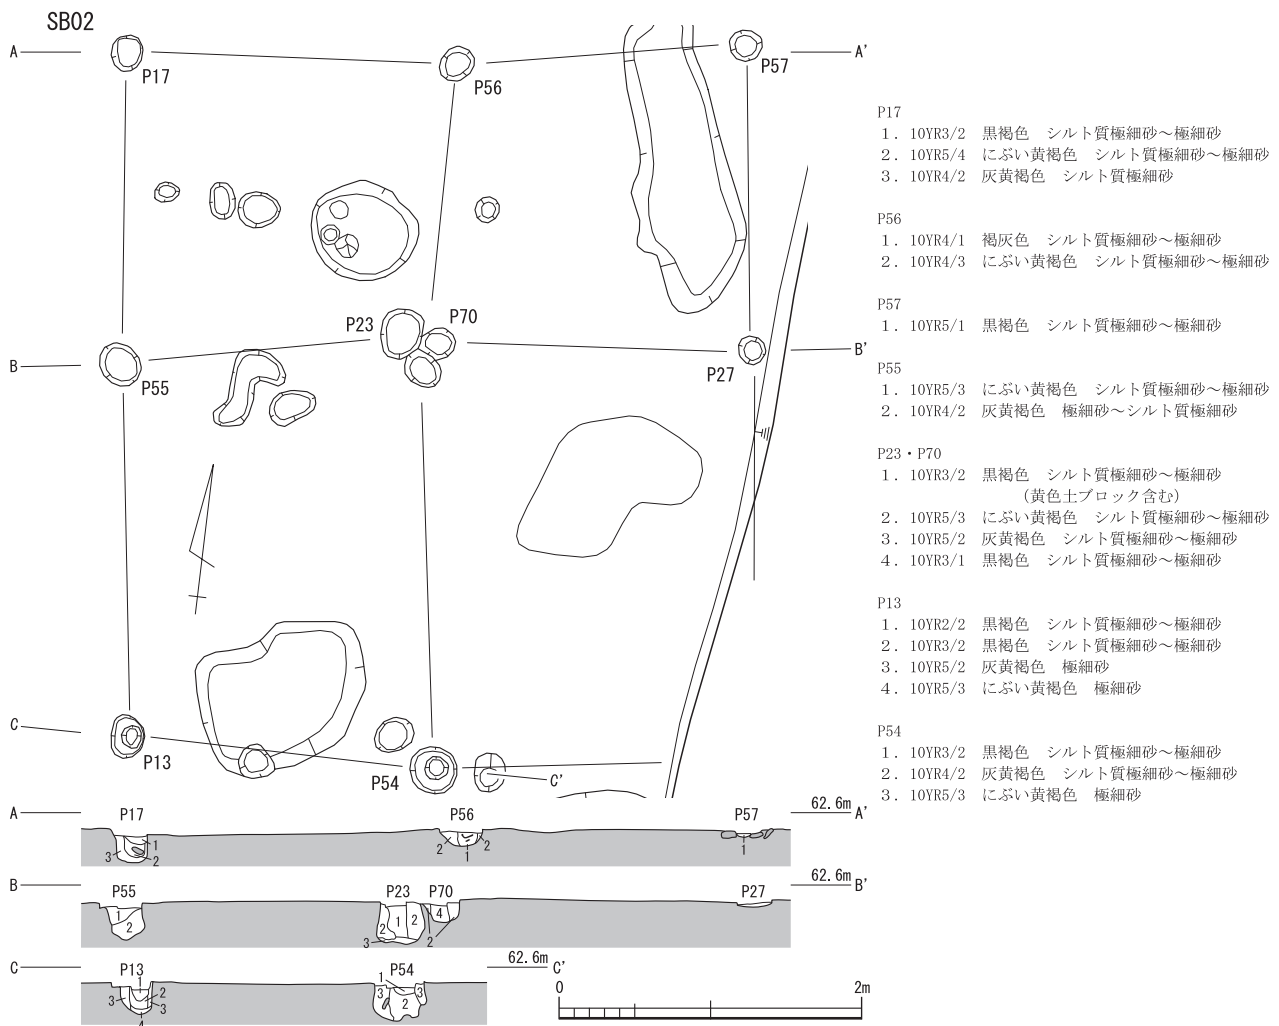 SB02
A
A'
P17
P56
P57
P23
P70
B
B'
P55
P27
C
P13
P54
C'
P17
1. 10YR3/2 黒褐色 シルト質極細砂～極細砂
2. 10YR5/4 にぶい黄褐色 シルト質極細砂～極細砂
3. 10YR4/2 灰黄褐色 シルト質極細砂
P56
1. 10YR4/1 褐灰色 シルト質極細砂～極細砂
2. 10YR4/3 にぶい黄褐色 シルト質極細砂～極細砂
P57
1. 10YR5/1 黒褐色 シルト質極細砂～極細砂
P55
1. 10YR5/3 にぶい黄褐色 シルト質極細砂～極細砂
2. 10YR4/2 灰黄褐色 極細砂～シルト質極細砂
P23・P70
1. 10YR3/2 黒褐色 シルト質極細砂～極細砂
(黄色土ブロック含む)
2. 10YR5/3 にぶい黄褐色 シルト質極細砂～極細砂
3. 10YR5/2 灰黄褐色 シルト質極細砂～極細砂
4. 10YR3/1 黒褐色 シルト質極細砂～極細砂
P13
1. 10YR2/2 黒褐色 シルト質極細砂～極細砂
2. 10YR3/2 黒褐色 シルト質極細砂～極細砂
3. 10YR5/2 灰黄褐色 極細砂
4. 10YR5/3 にぶい黄褐色 極細砂
P54
1. 10YR3/2 黒褐色 シルト質極細砂～極細砂
2. 10YR4/2 灰黄褐色 シルト質極細砂～極細砂
3. 10YR5/3 にぶい黄褐色 極細砂
A P17 P56 P57 62.6m A'
3 1 2 2 1 2 1
B P55 P23 P70 P27 62.6m B'
1 2 2 1 2 4 3 2
C P13 P54 62.6m C'
1 3 2 3 4 1 3 2 3
0 2m